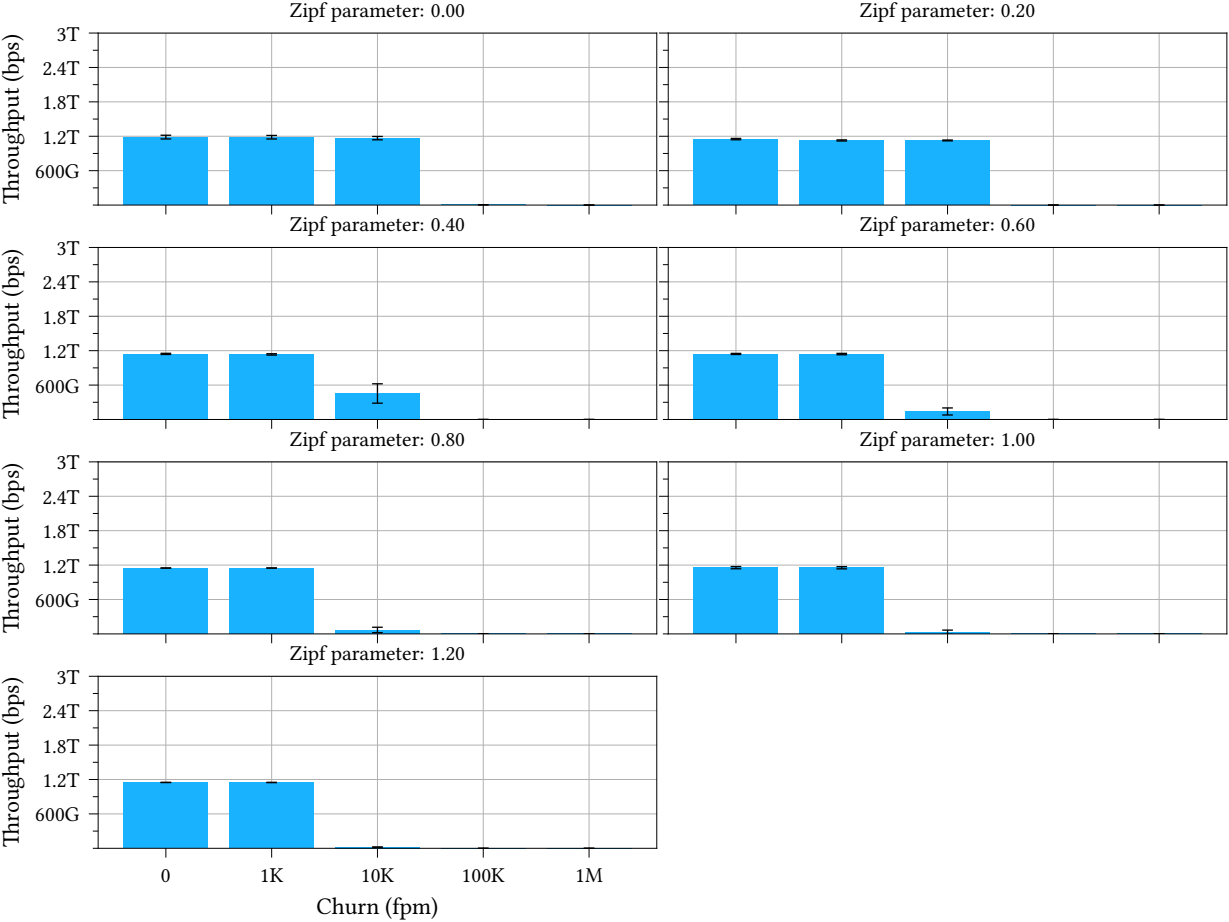 Zipf parameter: 0.00
Zipf parameter: 0.20
Throughput (bps)
3T
2.4T
1.8T
1.2T
600G
Zipf parameter: 0.40
Zipf parameter: 0.60
Throughput (bps)
3T
2.4T
1.8T
1.2T
600G
Zipf parameter: 0.80
Zipf parameter: 1.00
Throughput (bps)
3T
2.4T
1.8T
1.2T
600G
Zipf parameter: 1.20
Throughput (bps)
3T
2.4T
1.8T
1.2T
600G
0 1K 10K 100K 1M
Churn (fpm)